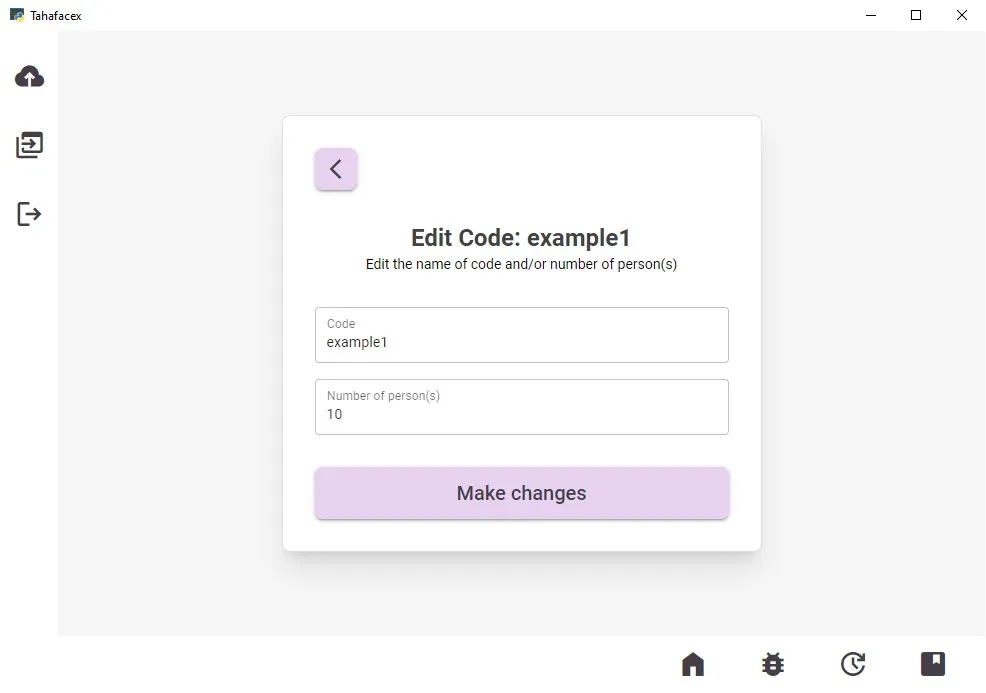 Tahafacex
Edit Code: example1
Edit the name of code and/or number of person(s)
Code
example1
Number of person(s)
10
Make changes